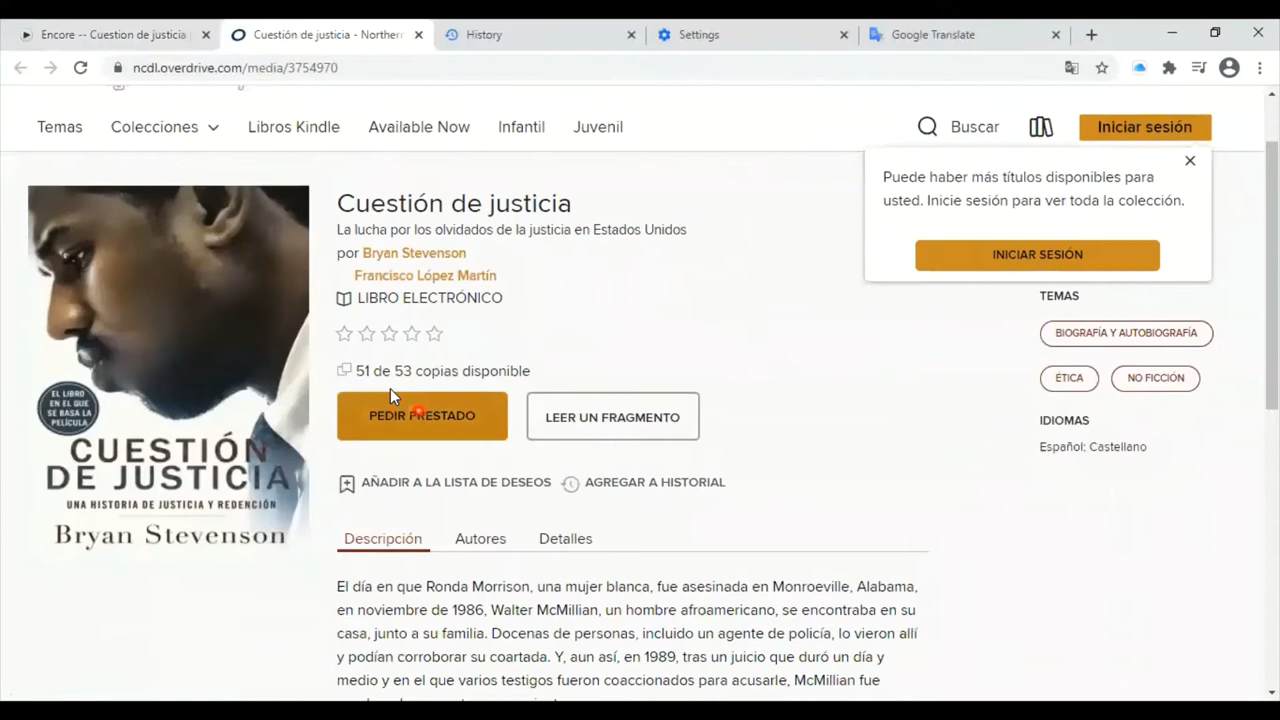 Encore -- Cuestion de justicia
Cuestión de justicia - Northern
History
Settings
Google Translate
ncdl.overdrive.com/media/3754970
Temas
Colecciones
Libros Kindle
Available Now
Infantil
Juvenil
Buscar
Iniciar sesión
Puede haber más títulos disponibles para
usted. Inicie sesión para ver toda la colección.
INICIAR SESIÓN
EL LIBRO
EN EL QUE
SE BASA LA
PELÍCULA
CUESTIÓN
DE JUSTICIA
UNA HISTORIA DE JUSTICIA Y REDENCIÓN
Bryan Stevenson
Cuestión de justicia
La lucha por los olvidados de la justicia en Estados Unidos
por Bryan Stevenson
Francisco López Martín
LIBRO ELECTRÓNICO
51 de 53 copias disponible
PEDIR PRESTADO
LEER UN FRAGMENTO
AÑADIR A LA LISTA DE DESEOS
AGREGAR A HISTORIAL
Descripción
Autores
Detalles
El día en que Ronda Morrison, una mujer blanca, fue asesinada en Monroeville, Alabama,
en noviembre de 1986, Walter McMillian, un hombre afroamericano, se encontraba en su
casa, junto a su familia. Docenas de personas, incluido un agente de policía, lo vieron allí
y podían corroborar su coartada. Y, aun así, en 1989, tras un juicio que duró un día y
medio y en el que varios testigos fueron coaccionados para acusarle, McMillian fue
TEMAS
BIOGRAFÍA Y AUTOBIOGRAFÍA
ÉTICA
NO FICCIÓN
IDIOMAS
Español; Castellano